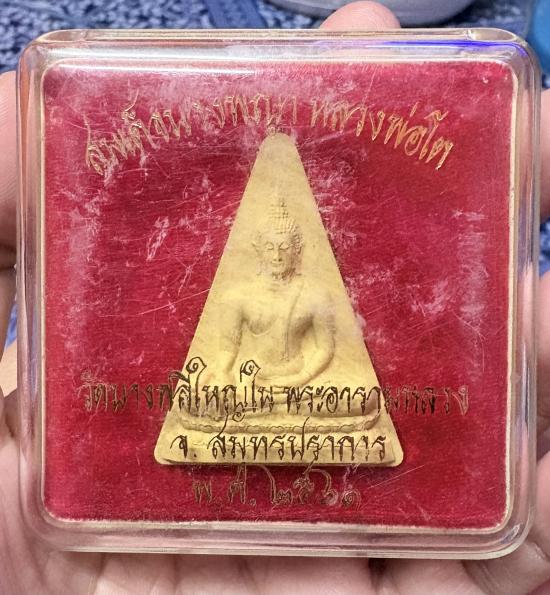 สมเด็จนางพญา หลวงพ่อโต
วัดบางพลีใหญ่ใน พระอารามหลวง
จ. สมุทรปราการ
พ.ศ. ๒๕๖๑